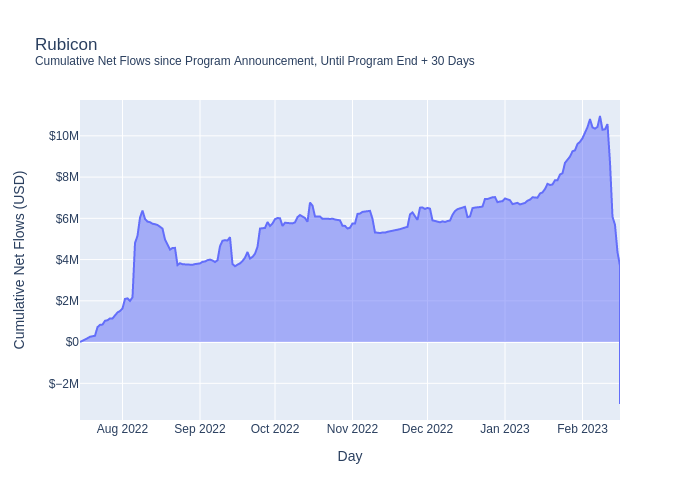 Rubicon
Cumulative Net Flows since Program Announcement, Until Program End + 30 Days
Cumulative Net Flows (USD)
$10M
$8M
$6M
$4M
$2M
$0
$−2M
Aug 2022 Sep 2022 Oct 2022 Nov 2022 Dec 2022 Jan 2023 Feb 2023
Day